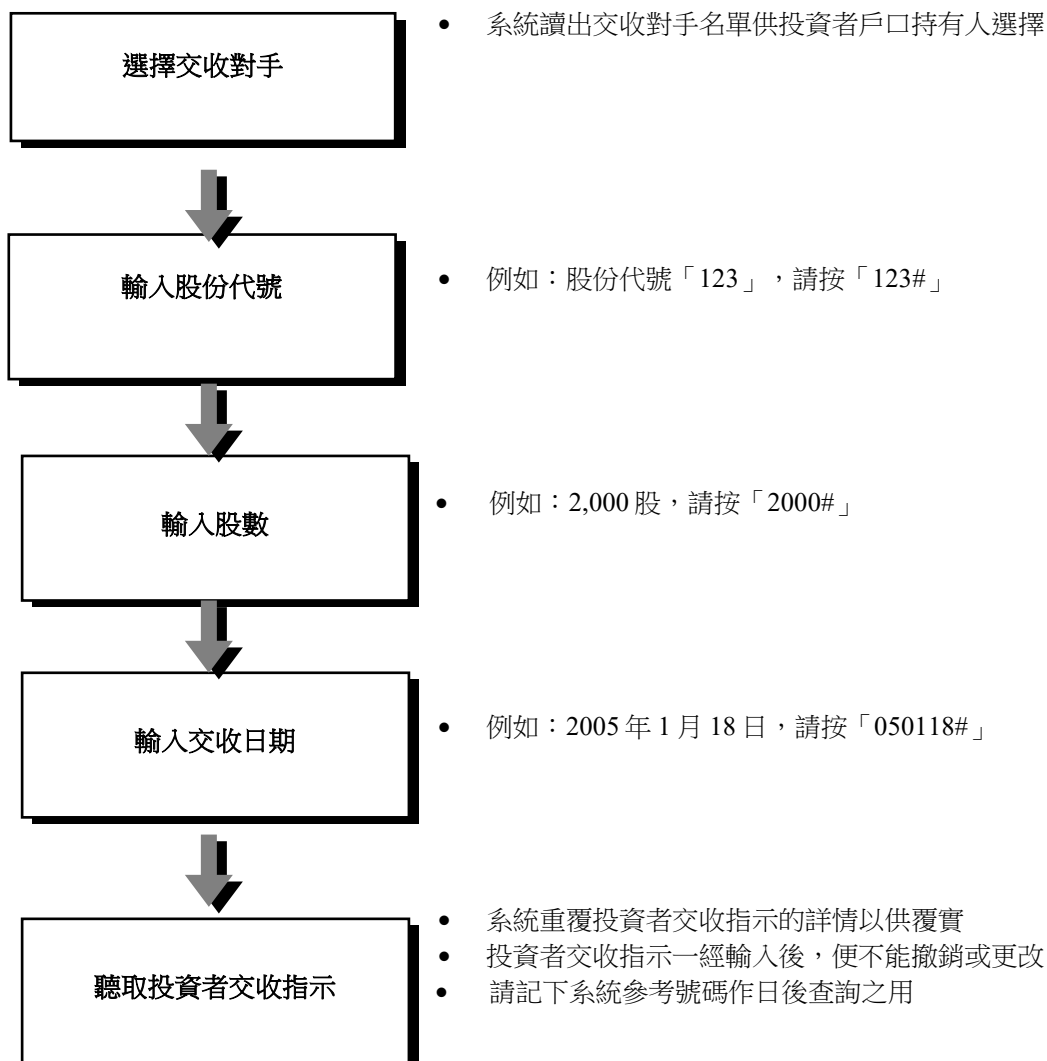 選擇交收對手
• 系統讀出交收對手名單供投資者戶口持有人選擇
輸入股份代號
• 例如：股份代號「123」，請按「123#」
輸入股數
• 例如：2,000 股，請按「2000#」
輸入交收日期
• 例如：2005 年 1 月 18 日，請按「050118#」
聽取投資者交收指示
• 系統重覆投資者交收指示的詳情以供覆實
• 投資者交收指示一經輸入後，便不能撤銷或更改
• 請記下系統參考號碼作日後查詢之用